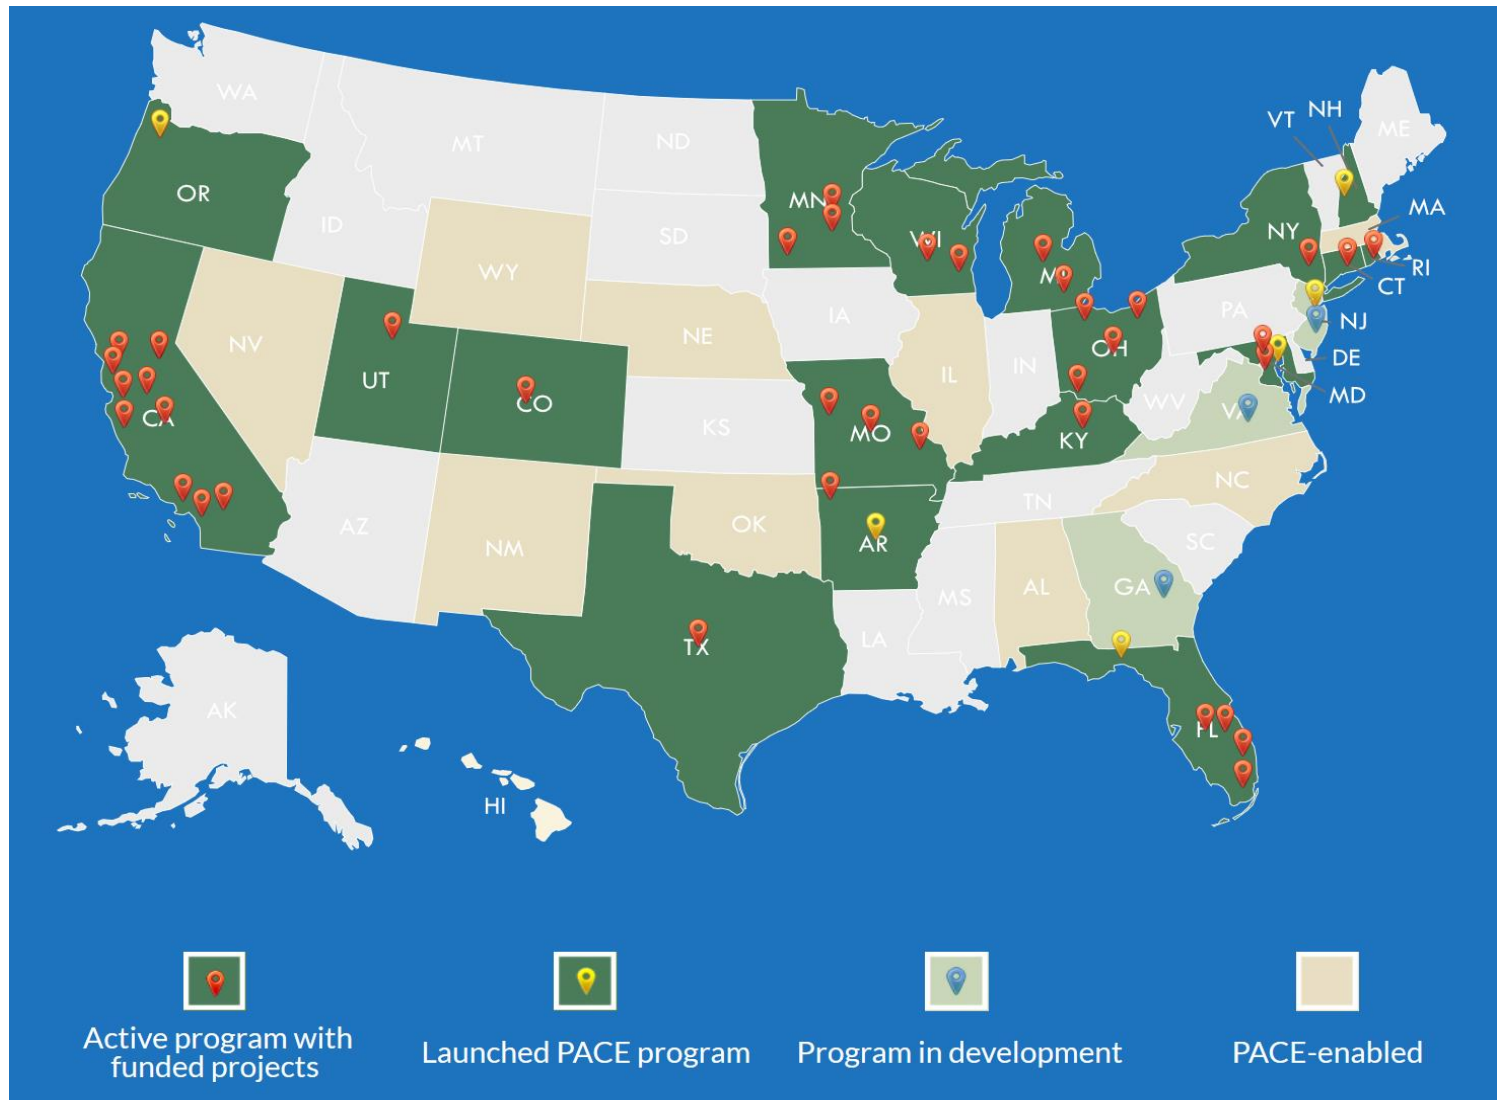 WA
MT
ND
MN
VT
NH
ME
OR
ID
SD
WI
MI
NY
MA
RI
CT
WY
IA
PA
NJ
NV
NE
IL
IN
OH
DE
UT
CO
KS
MO
WV
VA
MD
CA
KY
AZ
NM
OK
AR
TN
NC
SC
MS
AL
GA
LA
TX
FL
AK
HI
Active program with
funded projects
Launched PACE program
Program in development
PACE-enabled